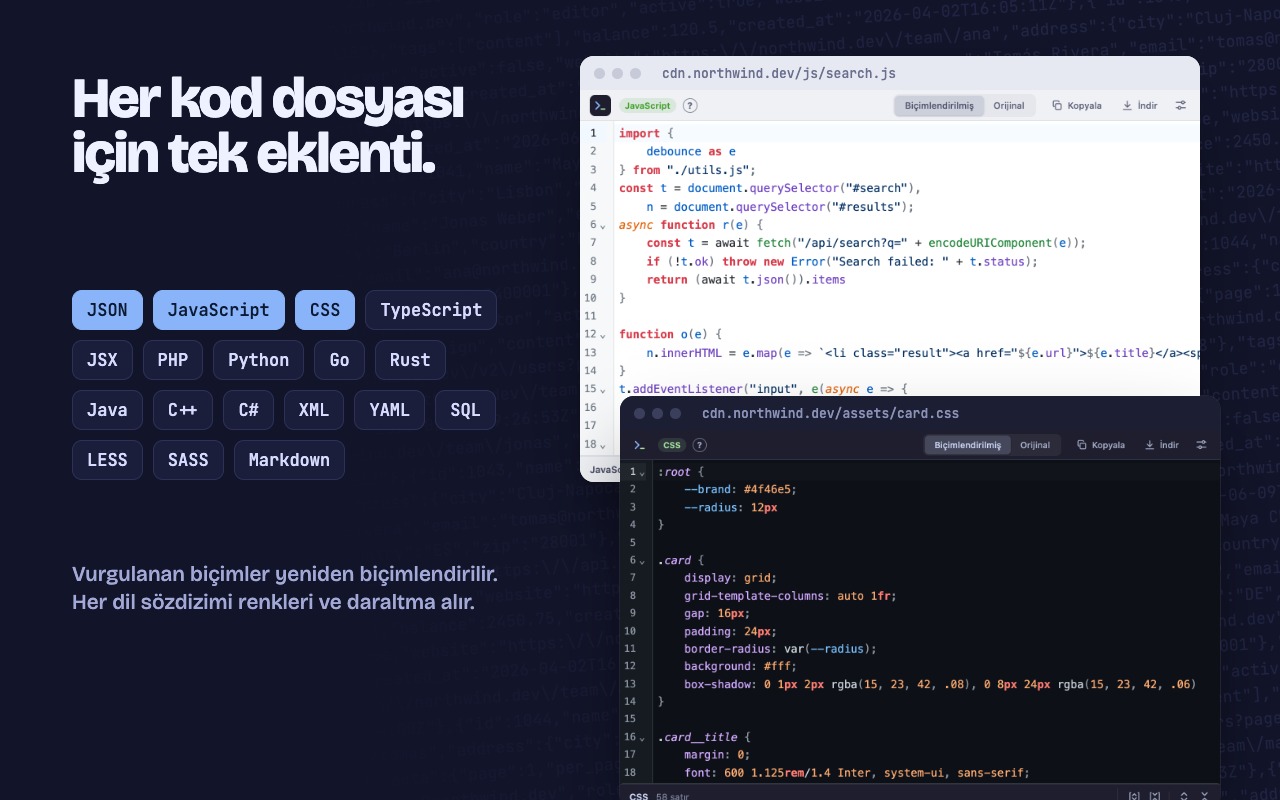 Her kod dosyası
için tek eklenti.
JSON JavaScript CSS TypeScript
JSX PHP Python Go Rust
Java C++ C# XML YAML SQL
LESS SASS Markdown
Vurgulanan biçimler yeniden biçimlendirilir.
Her dil sözdizimi renkleri ve daraltma alır.
cdn.northwind.dev/js/search.js
JavaScript ? Biçimlendirilmiş Orijinal Kopyala İndir
1 import {
2 debounce as e
3 } from "./utils.js";
4 const t = document.querySelector("#search"),
5 n = document.querySelector("#results");
6 async function r(e) {
7 const t = await fetch("/api/search?q=" + encodeURIComponent(e));
8 if (!t.ok) throw new Error("Search failed: " + t.status);
9 return (await t.json()).items
10 }
11
12 function o(e) {
13 n.innerHTML = e.map(e => `<li class="result"><a href="${e.url}">${e.title}</a><sp
14 }
15 t.addEventListener("input", e(async e => {
16
17
18
cdn.northwind.dev/assets/card.css
CSS ? Biçimlendirilmiş Orijinal Kopyala İndir
1 :root {
2 --brand: #4f46e5;
3 --radius: 12px
4 }
5
6 .card {
7 display: grid;
8 grid-template-columns: auto 1fr;
9 gap: 16px;
10 padding: 24px;
11 border-radius: var(--radius);
12 background: #fff;
13 box-shadow: 0 1px 2px rgba(15, 23, 42, .08), 0 8px 24px rgba(15, 23, 42, .06)
14 }
15
16 .card__title {
17 margin: 0;
18 font: 600 1.125rem/1.4 Inter, system-ui, sans-serif;
CSS 58 satır